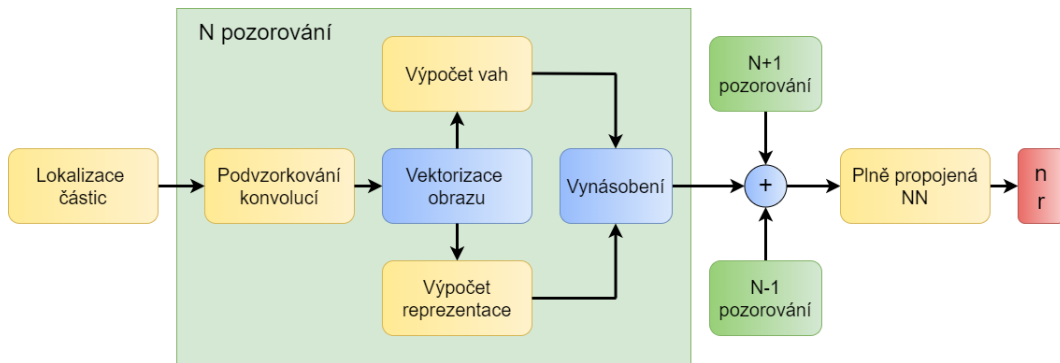 N pozorování
Lokalizace
částic
Podvzorkování
konvolucí
Výpočet vah
Vektorizace
obrazu
Výpočet
reprezentace
Vynásobení
N+1
pozorování
+
N-1
pozorování
Plně propojená
NN
n
r